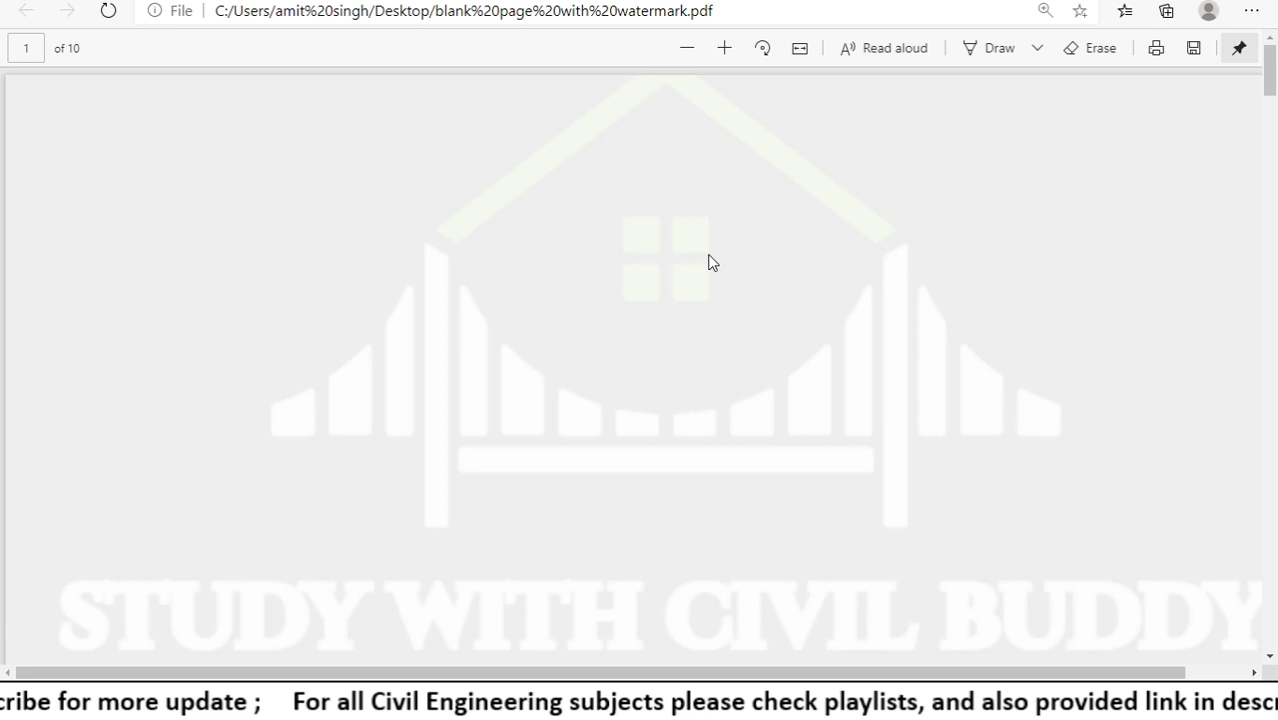 File C:/Users/amit%20singh/Desktop/blank%20page%20with%20watermark.pdf
1 of 10 Read aloud Draw Erase
STUDY WITH CIVIL BUDDY
cribe for more update ; For all Civil Engineering subjects please check playlists, and also provided link in descr